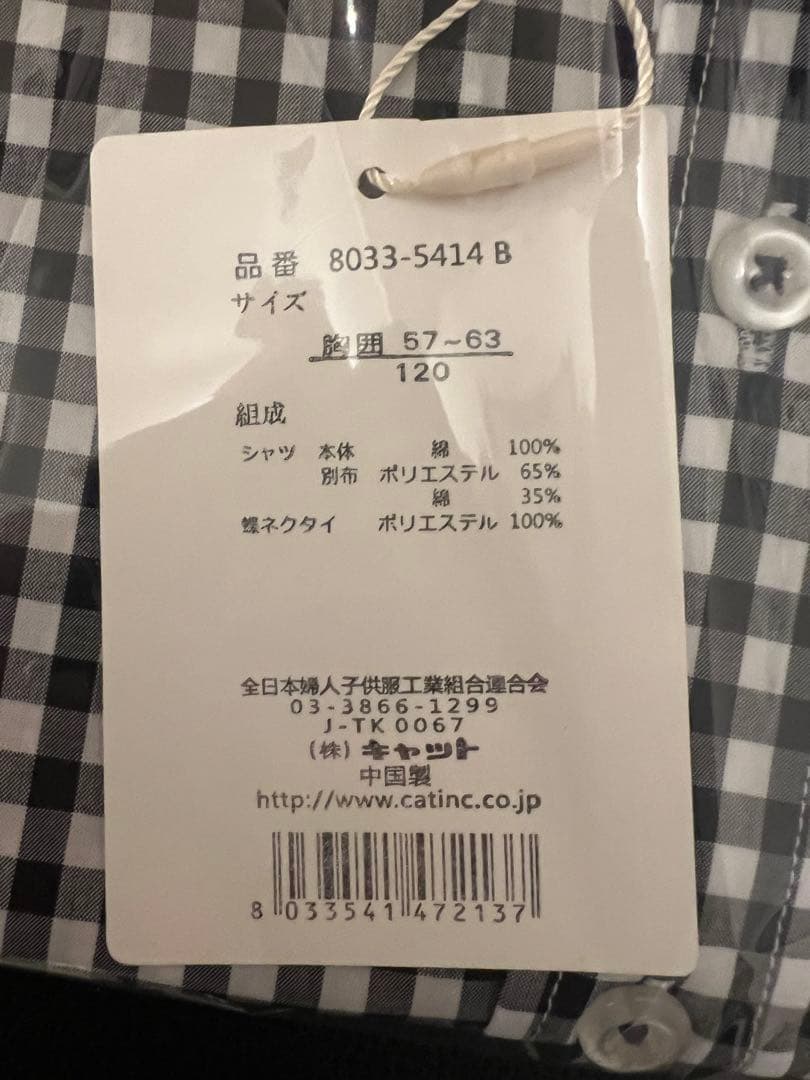 品番 8033-5414 B
サイズ
胸囲 57~63
120
組成
シャツ 本体 綿 100%
別布 ポリエステル 65%
綿 35%
蝶ネクタイ ポリエステル 100%
全日本婦人子供服工業組合連合会
03-3866-1299
J-TK 0067
(株) キャット
中国製
http://www.catinc.co.jp
8 033541 472137